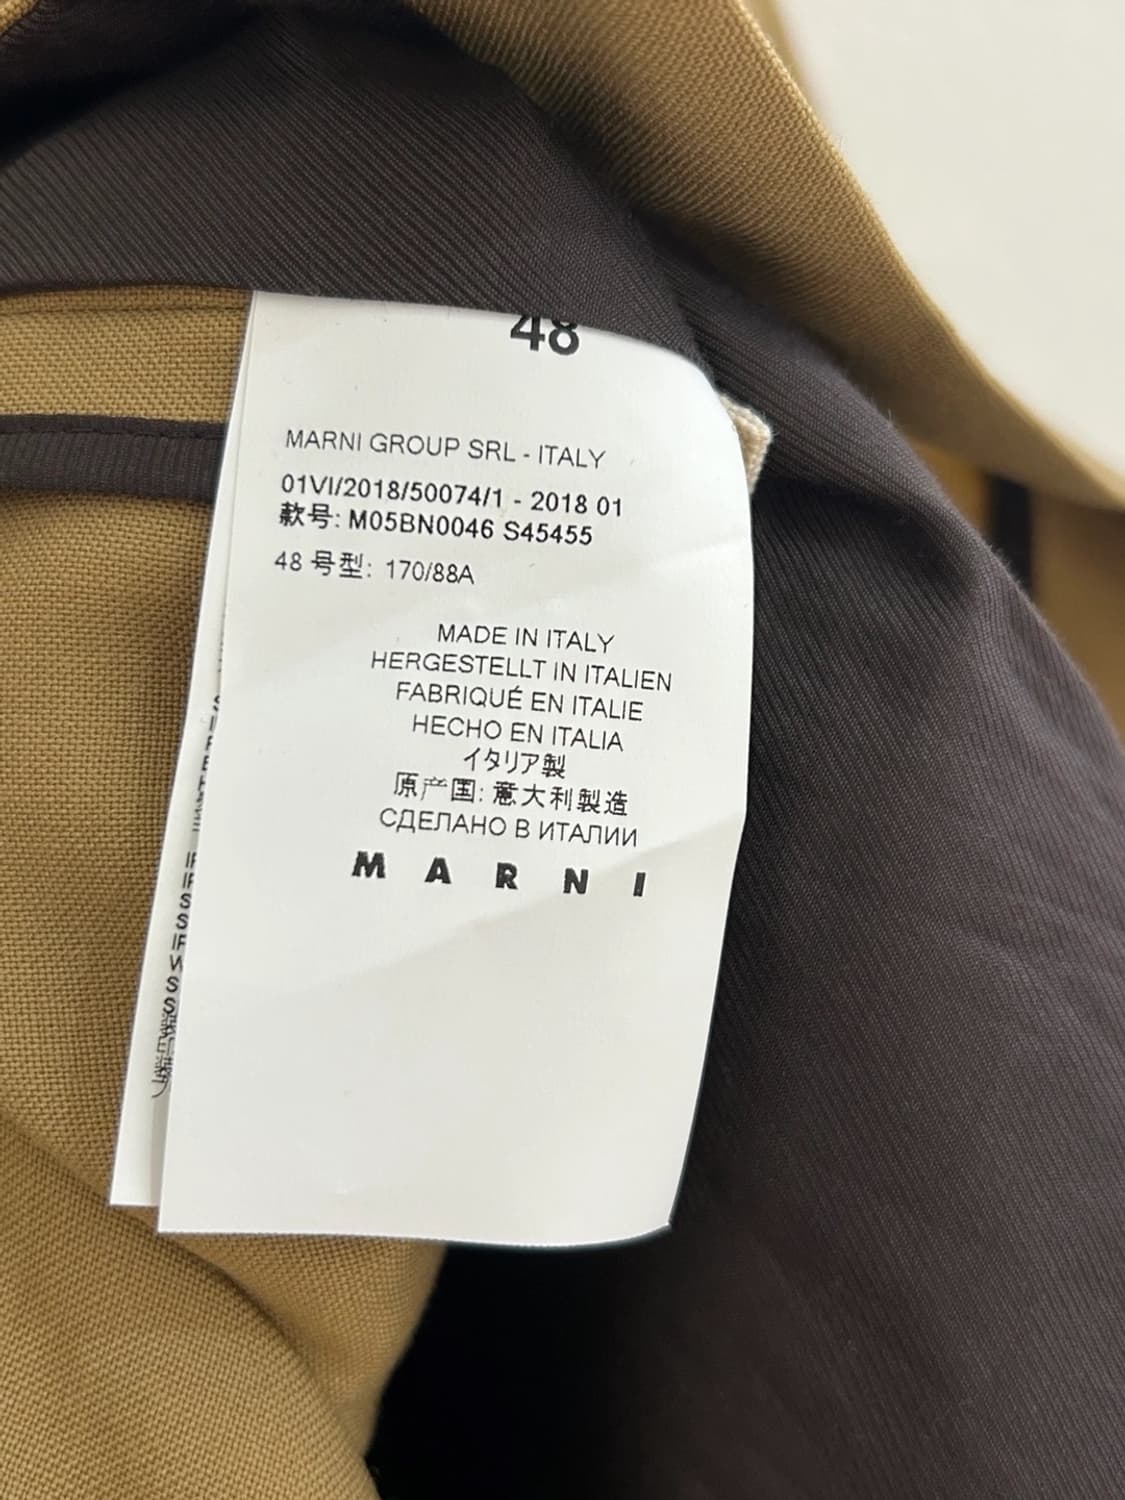 48
MARNI GROUP SRL - ITALY
01VI/2018/50074/1 - 2018 01
款号: M05BN0046 S45455
48 号型: 170/88A
MADE IN ITALY
HERGESTELLT IN ITALIEN
FABRIQUÉ EN ITALIE
HECHO EN ITALIA
イタリア製
原产国: 意大利製造
СДЕЛАНО В ИТАЛИИ
MARNI